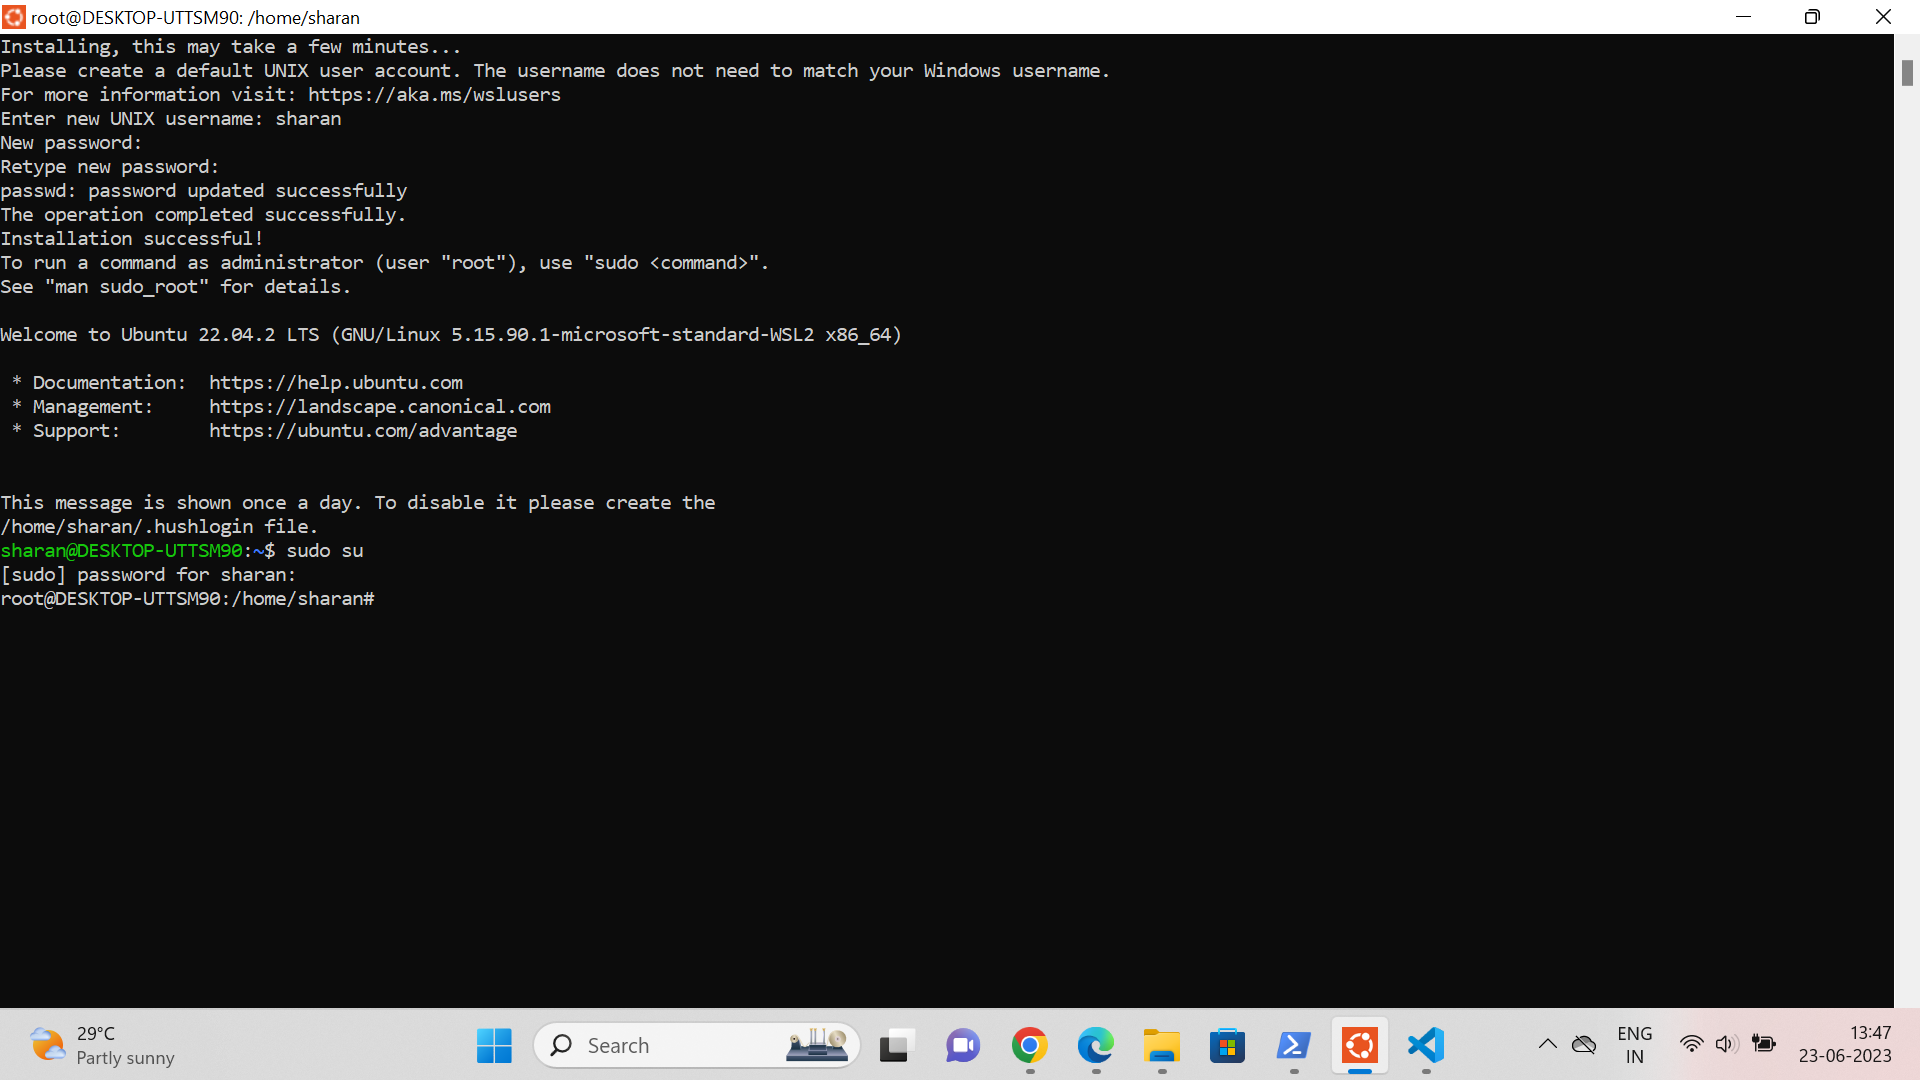 root@DESKTOP-UTTSM90: /home/sharan
Installing, this may take a few minutes...
Please create a default UNIX user account. The username does not need to match your Windows username.
For more information visit: https://aka.ms/wslusers
Enter new UNIX username: sharan
New password:
Retype new password:
passwd: password updated successfully
The operation completed successfully.
Installation successful!
To run a command as administrator (user "root"), use "sudo <command>".
See "man sudo_root" for details.
Welcome to Ubuntu 22.04.2 LTS (GNU/Linux 5.15.90.1-microsoft-standard-WSL2 x86_64)
* Documentation:  https://help.ubuntu.com
* Management:     https://landscape.canonical.com
* Support:        https://ubuntu.com/advantage
This message is shown once a day. To disable it please create the
/home/sharan/.hushlogin file.
sharan@DESKTOP-UTTSM90:~$ sudo su
[sudo] password for sharan:
root@DESKTOP-UTTSM90:/home/sharan#
29°C
Partly sunny
Search
ENG
IN
13:47
23-06-2023